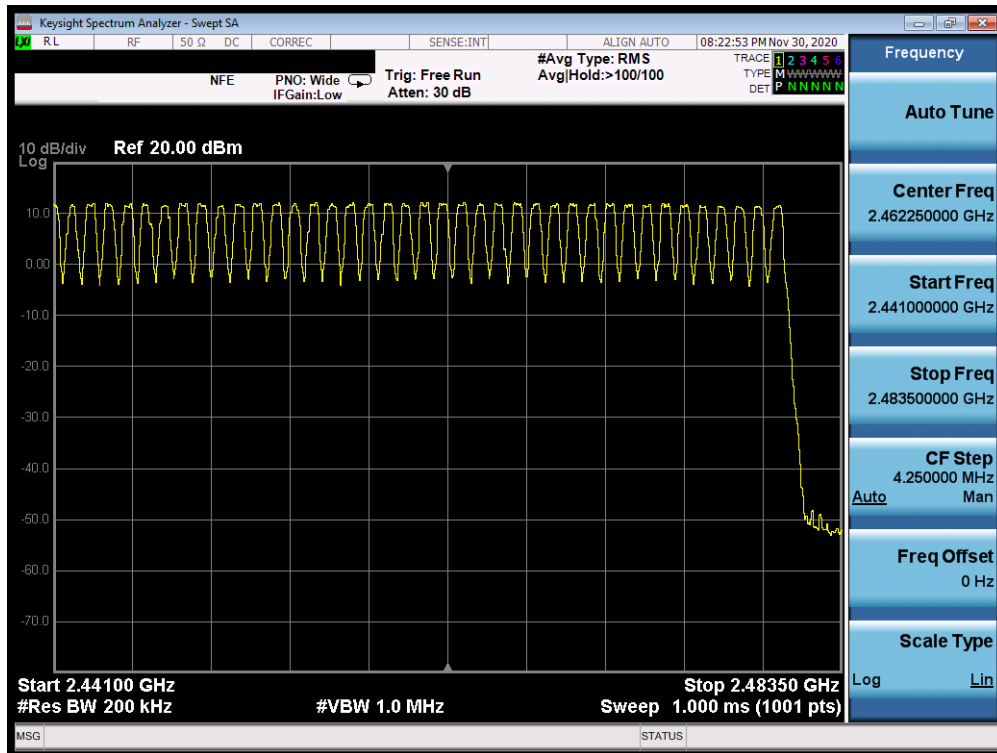 Keysight Spectrum Analyzer - Swept SA
LXI RL RF 50 Ω DC CORREC SENSE:INT ALIGN AUTO 08:22:53 PM Nov 30, 2020
NFE PNO: Wide IFGain:Low Trig: Free Run Atten: 30 dB #Avg Type: RMS Avg|Hold:>100/100
TRACE 1 2 3 4 5 6
TYPE M WWWWW
DET P N N N N N
10 dB/div Ref 20.00 dBm
Log
10.0
0.00
-10.0
-20.0
-30.0
-40.0
-50.0
-60.0
-70.0
Start 2.44100 GHz Stop 2.48350 GHz
#Res BW 200 kHz #VBW 1.0 MHz Sweep 1.000 ms (1001 pts)
MSG STATUS
Frequency
Auto Tune
Center Freq
2.462250000 GHz
Start Freq
2.441000000 GHz
Stop Freq
2.483500000 GHz
CF Step
4.250000 MHz
Auto Man
Freq Offset
0 Hz
Scale Type
Log Lin